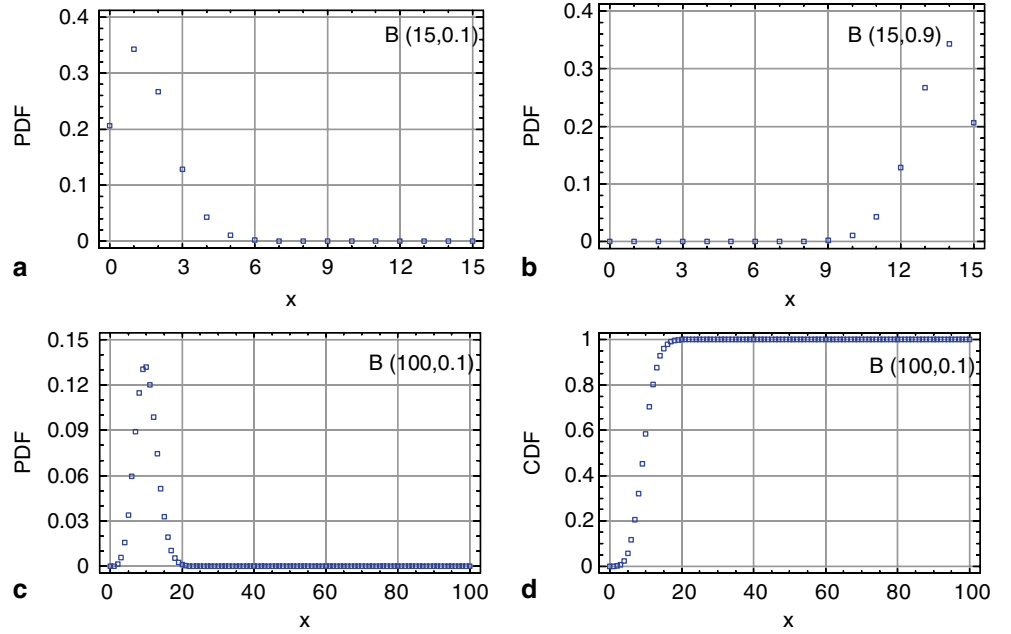 0.4
0.3
0.2
0.1
0
PDF
B (15,0.1)
0 3 6 9 12 15
x
a
0.4
0.3
0.2
0.1
0
PDF
B (15,0.9)
0 3 6 9 12 15
x
b
0.15
0.12
0.09
0.06
0.03
0
PDF
B (100,0.1)
0 20 40 60 80 100
x
c
1
0.8
0.6
0.4
0.2
0
CDF
B (100,0.1)
0 20 40 60 80 100
x
d